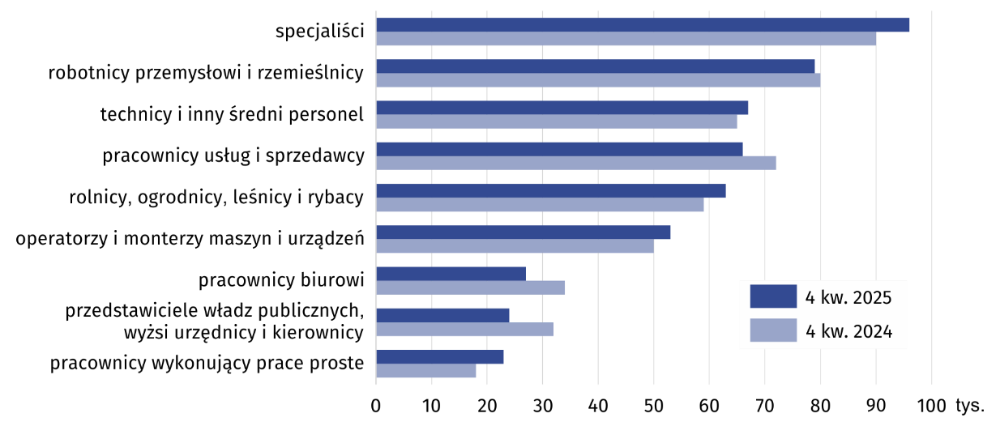 specjaliści
robotnicy przemysłowi i rzemieślnicy
technicy i inny średni personel
pracownicy usług i sprzedawcy
rolnicy, ogrodnicy, leśnicy i rybacy
operatorzy i monterzy maszyn i urządzeń
pracownicy biurowi
przedstawiciele władz publicznych,
wyżsi urzędnicy i kierownicy
pracownicy wykonujący prace proste
4 kw. 2025
4 kw. 2024
0 10 20 30 40 50 60 70 80 90 100 tys.